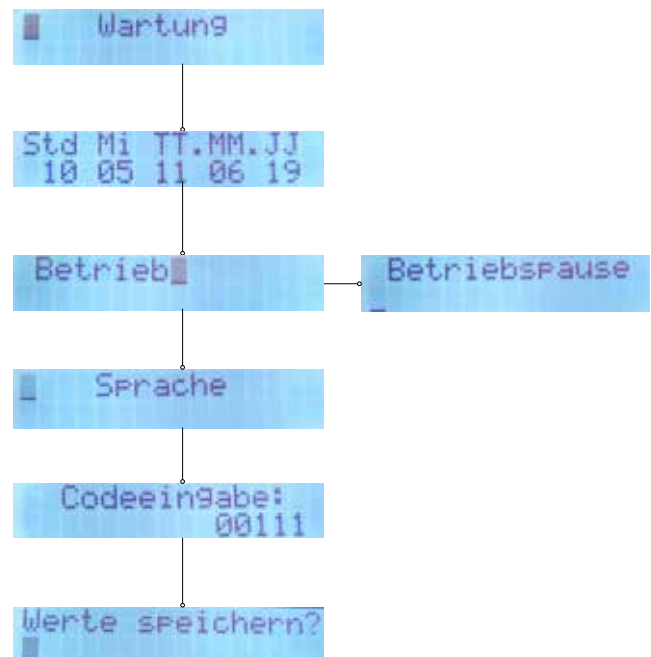 Wartung
Std Mi TT.MM.JJ
10 05 11 06 19
Betrieb
Betriebspause
Sprache
Codeeingabe:
00111
Werte speichern?